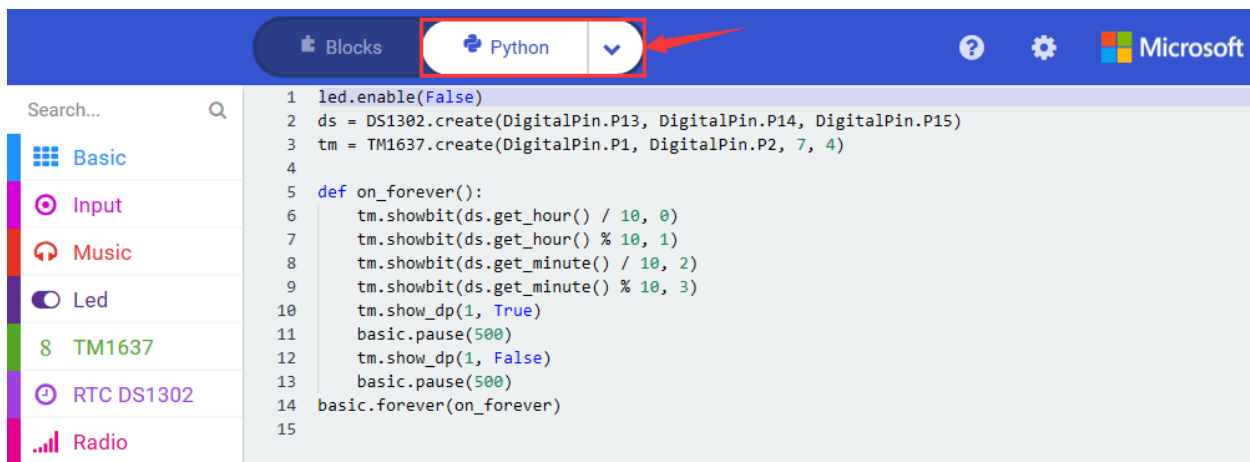 Blocks
Python
Microsoft
Search...
Basic
Input
Music
Led
8 TM1637
RTC DS1302
Radio
1 led.enable(False)
2 ds = DS1302.create(DigitalPin.P13, DigitalPin.P14, DigitalPin.P15)
3 tm = TM1637.create(DigitalPin.P1, DigitalPin.P2, 7, 4)
4
5 def on_forever():
6     tm.showbit(ds.get_hour() / 10, 0)
7     tm.showbit(ds.get_hour() % 10, 1)
8     tm.showbit(ds.get_minute() / 10, 2)
9     tm.showbit(ds.get_minute() % 10, 3)
10     tm.show_dp(1, True)
11     basic.pause(500)
12     tm.show_dp(1, False)
13     basic.pause(500)
14 basic.forever(on_forever)
15